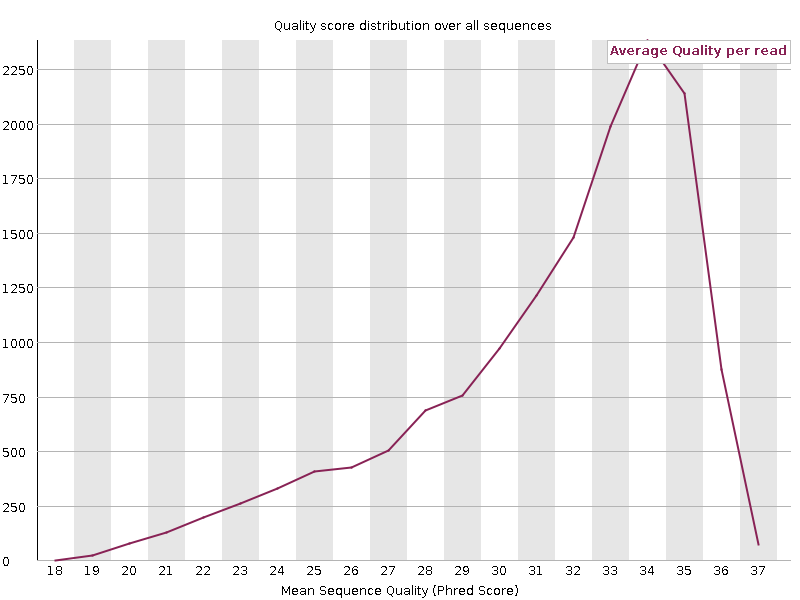 Quality score distribution over all sequences
Average Quality per read
2250
2000
1750
1500
1250
1000
750
500
250
0
18 19 20 21 22 23 24 25 26 27 28 29 30 31 32 33 34 35 36 37
Mean Sequence Quality (Phred Score)